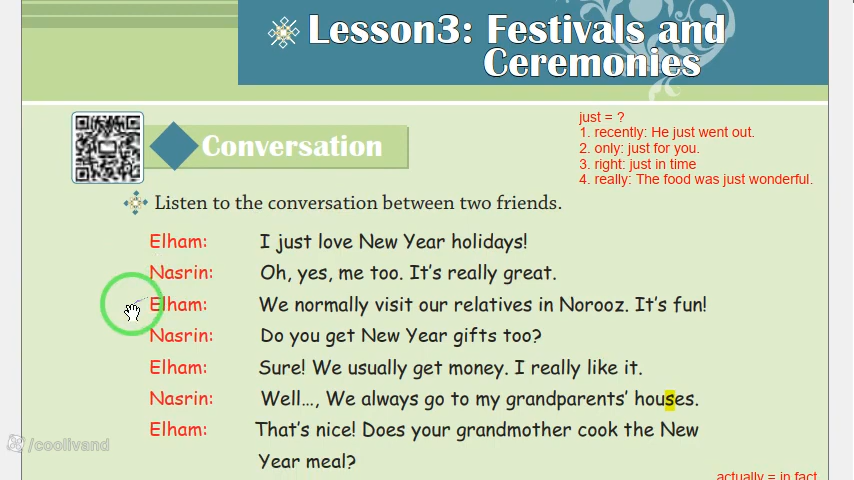 Lesson3: Festivals and
Ceremonies
just = ?
1. recently: He just went out.
2. only: just for you.
3. right: just in time
4. really: The food was just wonderful.
Conversation
Listen to the conversation between two friends.
Elham: I just love New Year holidays!
Nasrin: Oh, yes, me too. It's really great.
Elham: We normally visit our relatives in Norooz. It's fun!
Nasrin: Do you get New Year gifts too?
Elham: Sure! We usually get money. I really like it.
Nasrin: Well..., We always go to my grandparents' houses.
Elham: That's nice! Does your grandmother cook the New
Year meal?
/coolivand
actually = in fact